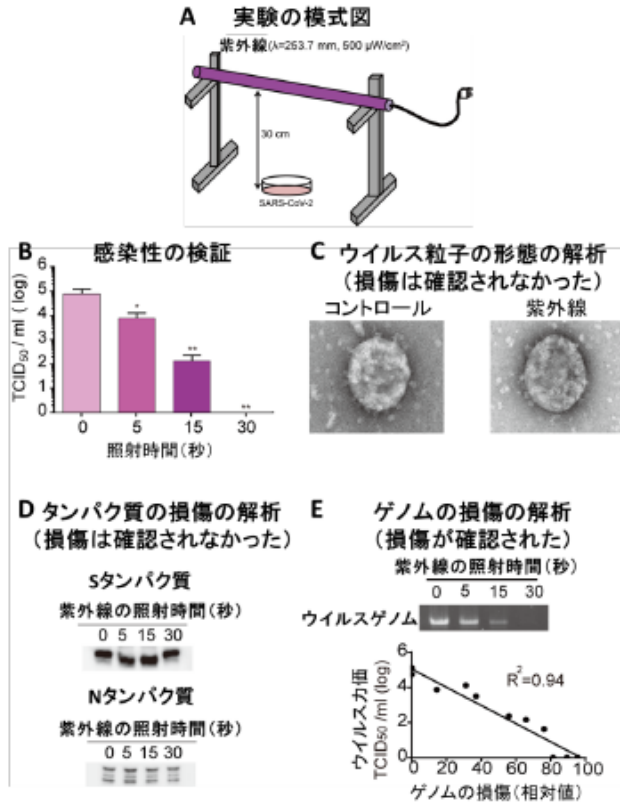 A 実験の模式図
紫外線(λ=253.7 mm, 500 μW/cm²)
30 cm
SARS-CoV-2
B 感染性の検証
TCID50 / ml ( log)
6
5
4
3
2
1
0
*
**
**
0 5 15 30
照射時間(秒)
C ウイルス粒子の形態の解析
(損傷は確認されなかった)
コントロール 紫外線
D タンパク質の損傷の解析
(損傷は確認されなかった)
Sタンパク質
紫外線の照射時間(秒)
0 5 15 30
Nタンパク質
紫外線の照射時間(秒)
0 5 15 30
E ゲノムの損傷の解析
(損傷が確認された)
紫外線の照射時間(秒)
0 5 15 30
ウイルスゲノム
ウイルス力価
TCID50 /ml (log)
6
4
2
0
R²=0.94
0 20 40 60 80 100
ゲノムの損傷(相対値)